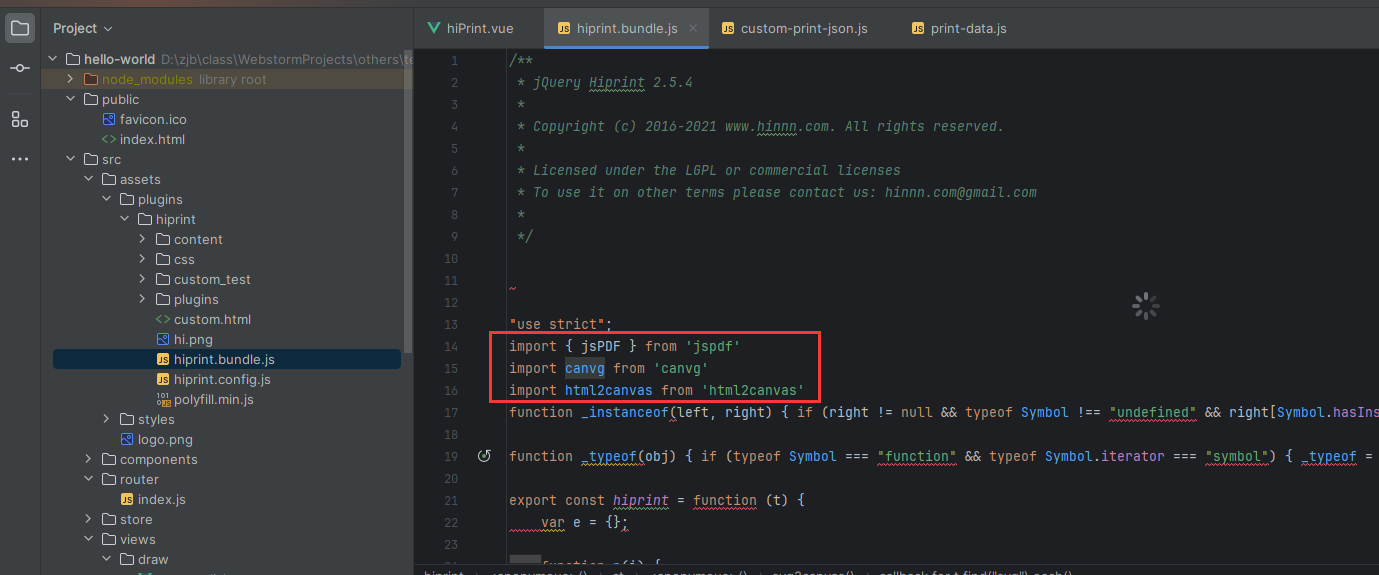 Project
hiPrint.vue
hiprint.bundle.js
custom-print-json.js
print-data.js
hello-world D:\zjb\class\WebstormProjects\others\te
node_modules library root
public
favicon.ico
index.html
src
assets
plugins
hiprint
content
css
custom_test
plugins
custom.html
hi.png
hiprint.bundle.js
hiprint.config.js
polyfill.min.js
styles
logo.png
components
router
index.js
store
views
draw
1 /**
2 * jQuery Hiprint 2.5.4
3 *
4 * Copyright (c) 2016-2021 www.hinnn.com. All rights reserved.
5 *
6 * Licensed under the LGPL or commercial licenses
7 * To use it on other terms please contact us: hinnn.com@gmail.com
8 *
9 */
10
11
12
13 "use strict";
14 import { jsPDF } from 'jspdf'
15 import canvg from 'canvg'
16 import html2canvas from 'html2canvas'
17 function _instanceof(left, right) { if (right != null && typeof Symbol !== "undefined" && right[Symbol.hasIns
18
19 function _typeof(obj) { if (typeof Symbol === "function" && typeof Symbol.iterator === "symbol") { _typeof =
20
21 export const hiprint = function (t) {
22 var e = {};
23